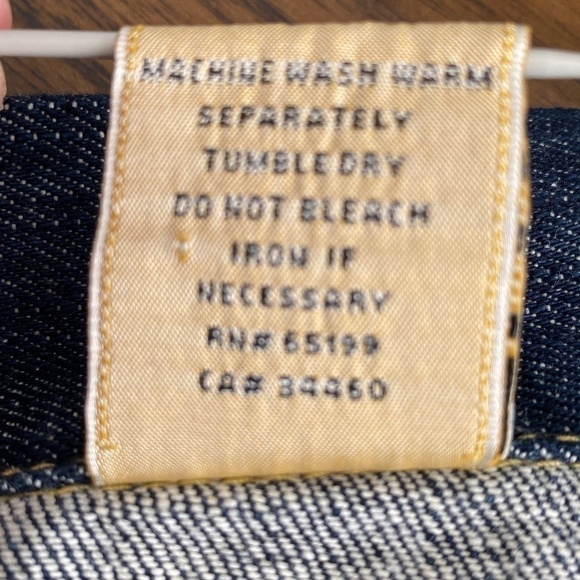 MACHINE WASH WARM
SEPARATELY
TUMBLE DRY
DO NOT BLEACH
IRON IF
NECESSARY
RN# 65199
CA# 34460